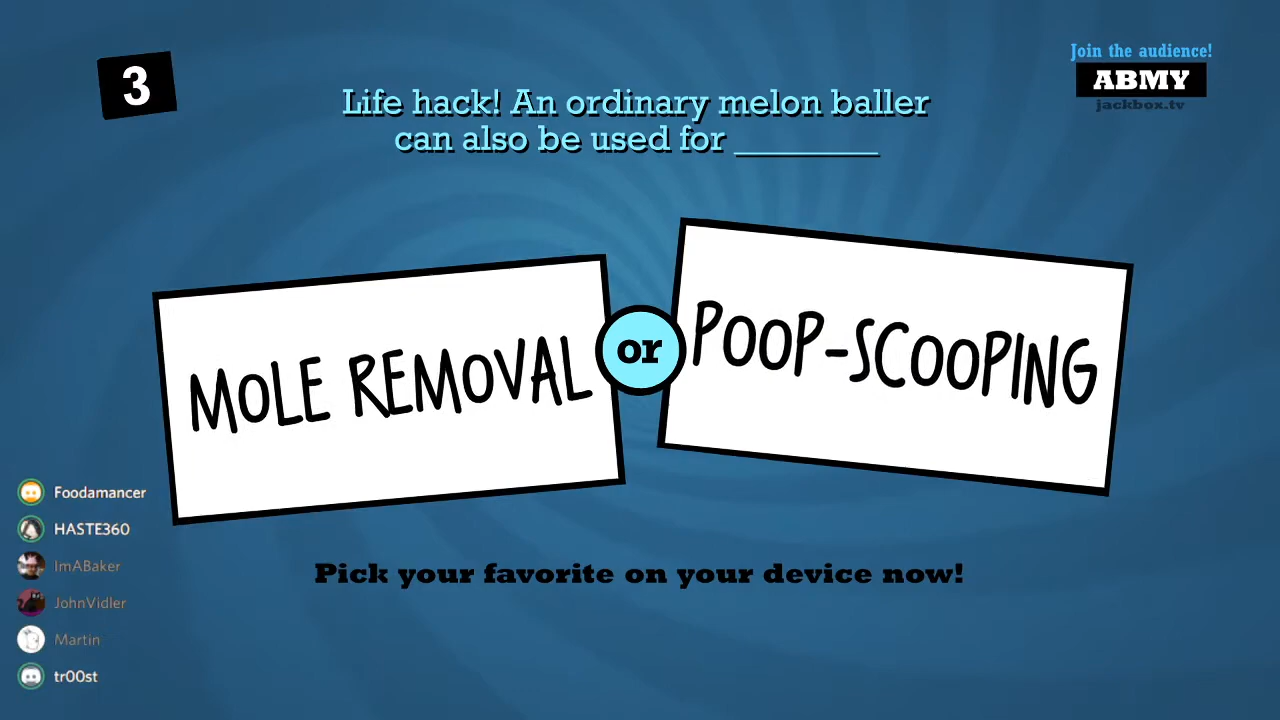 3
Join the audience!
ABMY
jackbox.tv
Life hack! An ordinary melon baller
can also be used for ________
MOLE REMOVAL
or
POOP-SCOOPING
Foodamancer
HASTE360
ImABaker
JohnVidler
Martin
tr00st
Pick your favorite on your device now!